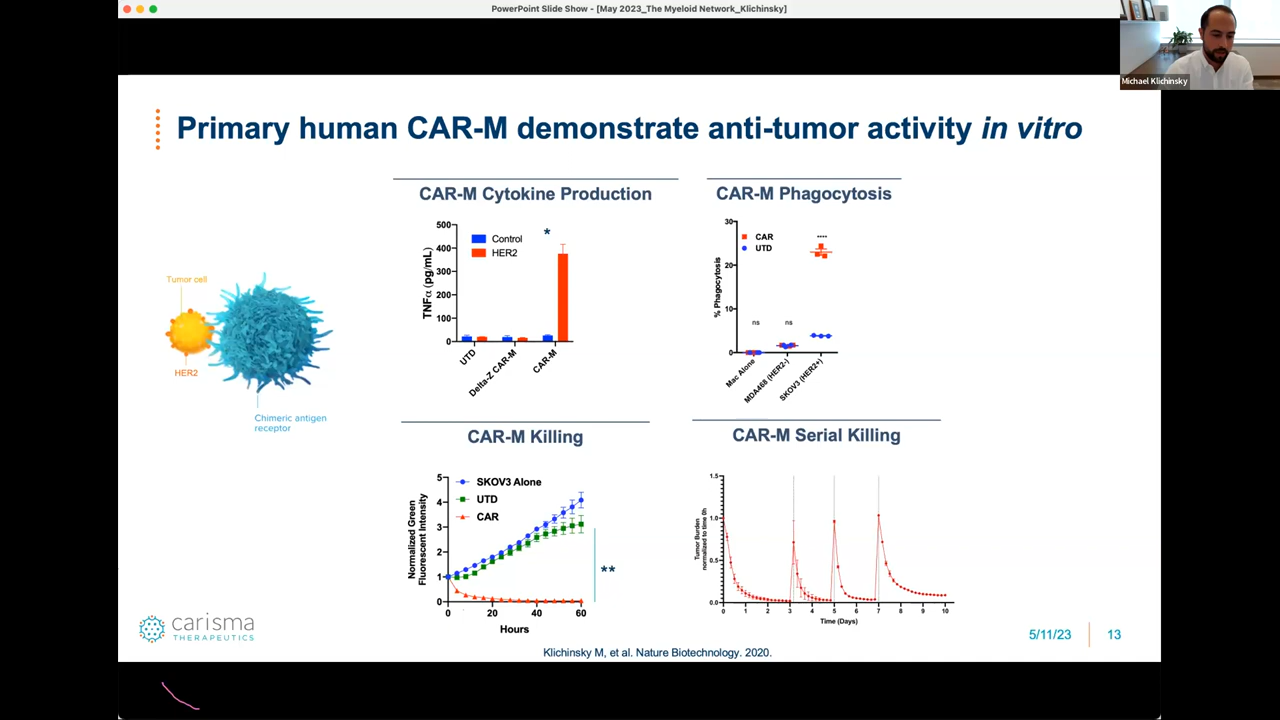 PowerPoint Slide Show - [May 2023_The Myeloid Network_Klichinsky]
Michael Klichinsky
Primary human CAR-M demonstrate anti-tumor activity in vitro
CAR-M Cytokine Production
500
400
300
200
100
0
TNFα (pg/mL)
Control
HER2
*
UTD
Delta-Z CAR-M
CAR-M
CAR-M Phagocytosis
30
20
10
0
% Phagocytosis
CAR
UTD
****
ns
ns
Mac Alone
MDA468 (HER2-)
SKOV3 (HER2+)
Tumor cell
HER2
Chimeric antigen
receptor
CAR-M Killing
5
4
3
2
1
0
Normalized Green
Fluorescent Intensity
SKOV3 Alone
UTD
CAR
**
0 20 40 60
Hours
CAR-M Serial Killing
1.5
1.0
0.5
0.0
Tumor Burden
normalized to time 0h
0 1 2 3 4 5 6 7 8 9 10
Time (Days)
carisma
THERAPEUTICS
5/11/23 13
Klichinsky M, et al. Nature Biotechnology. 2020.